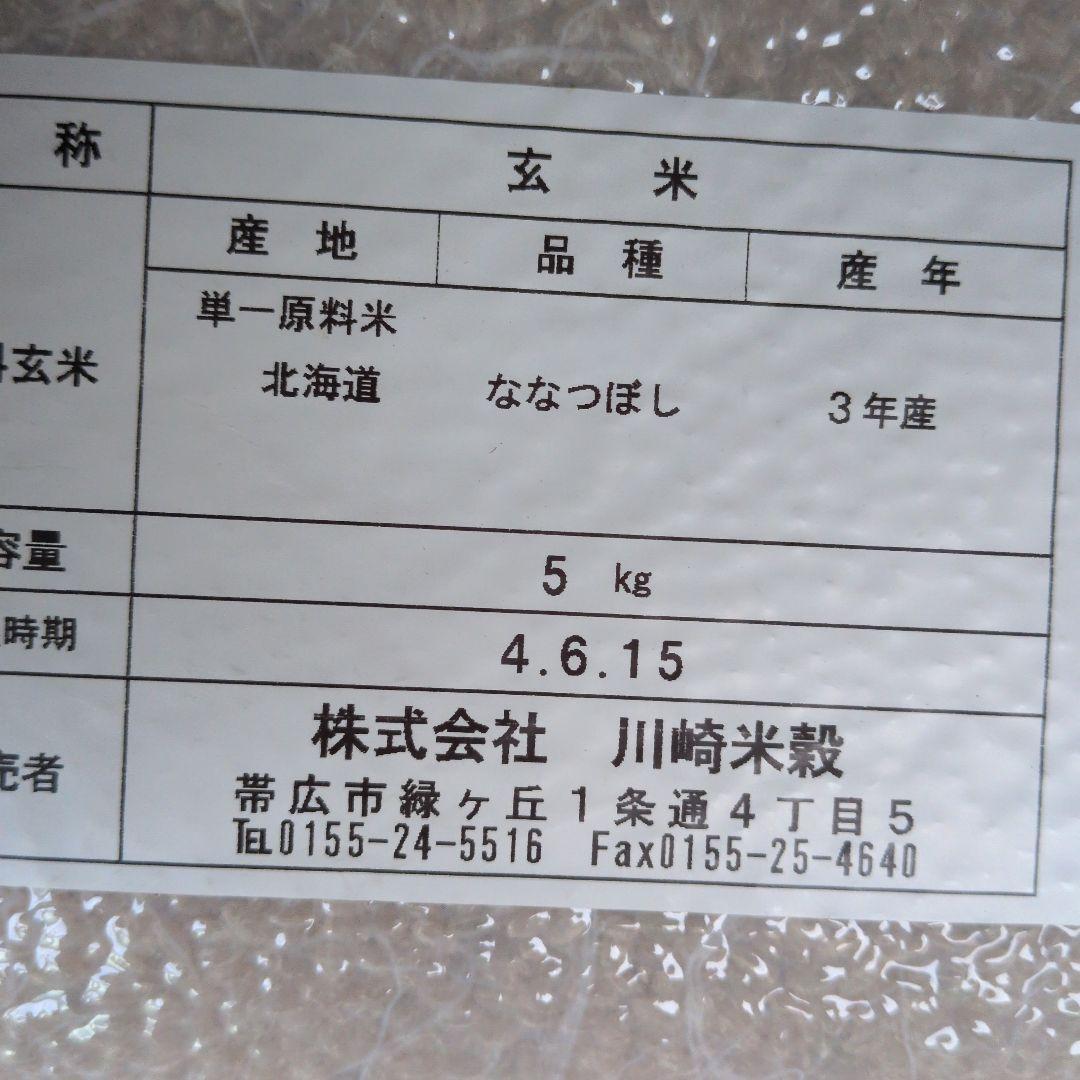 称 玄 米
産 地 品 種 産 年
単一原料米
玄米 北海道 ななつぼし 3年産
容量 5 kg
時期 4.6.15
株式会社 川崎米穀
売者 帯広市緑ヶ丘1条通4丁目5
TEL0155-24-5516 Fax0155-25-4640